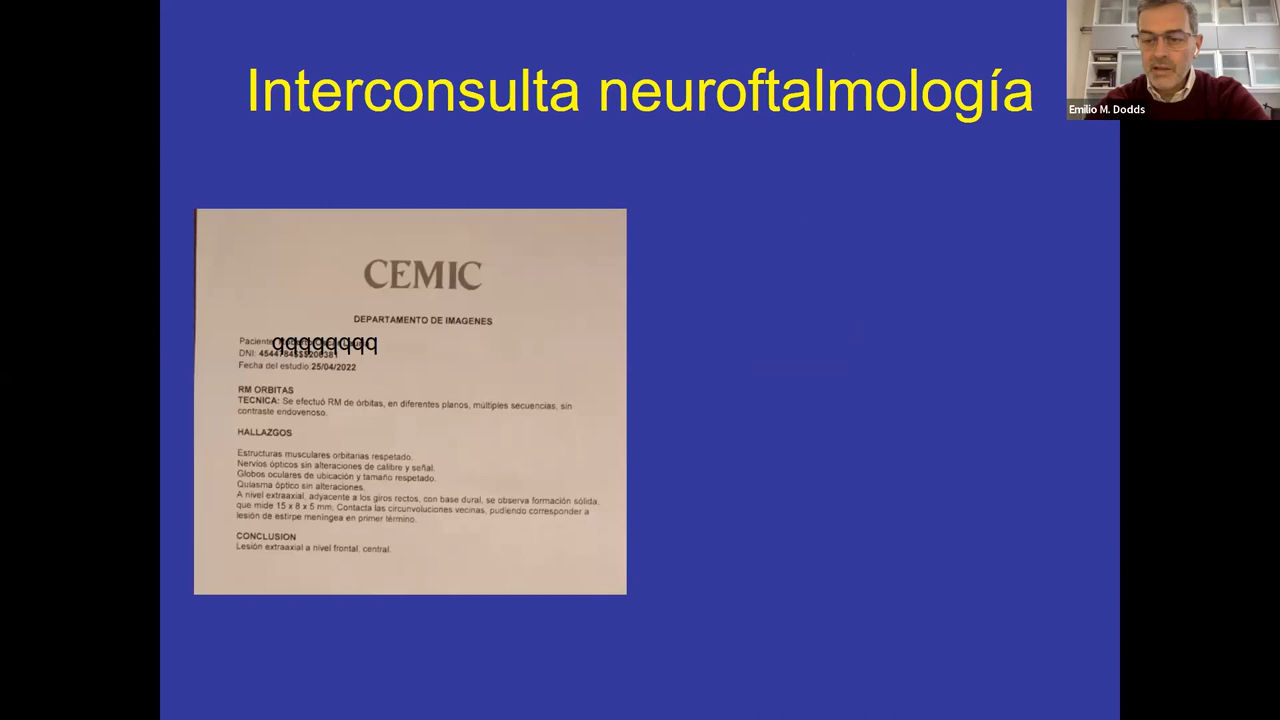 Interconsulta neuroftalmología
Emilio M. Dodds
CEMIC
DEPARTAMENTO DE IMAGENES
Paciente qqqqqqqq
DNI:
Fecha del estudio:25/04/2022
RM ORBITAS
TECNICA: Se efectuó RM de órbitas, en diferentes planos, múltiples secuencias, sin
contraste endovenoso.
HALLAZGOS
Estructuras musculares orbitarias respetado.
Nervios ópticos sin alteraciones de calibre y señal.
Globos oculares de ubicación y tamaño respetado.
Quiasma óptico sin alteraciones.
A nivel extraaxial, adyacente a los giros rectos, con base dural, se observa formación sólida,
que mide 15 x 8 x 5 mm. Contacta las circunvoluciones vecinas, pudiendo corresponder a
lesión de estirpe meníngea en primer término.
CONCLUSION
Lesión extraaxial a nivel frontal, central.